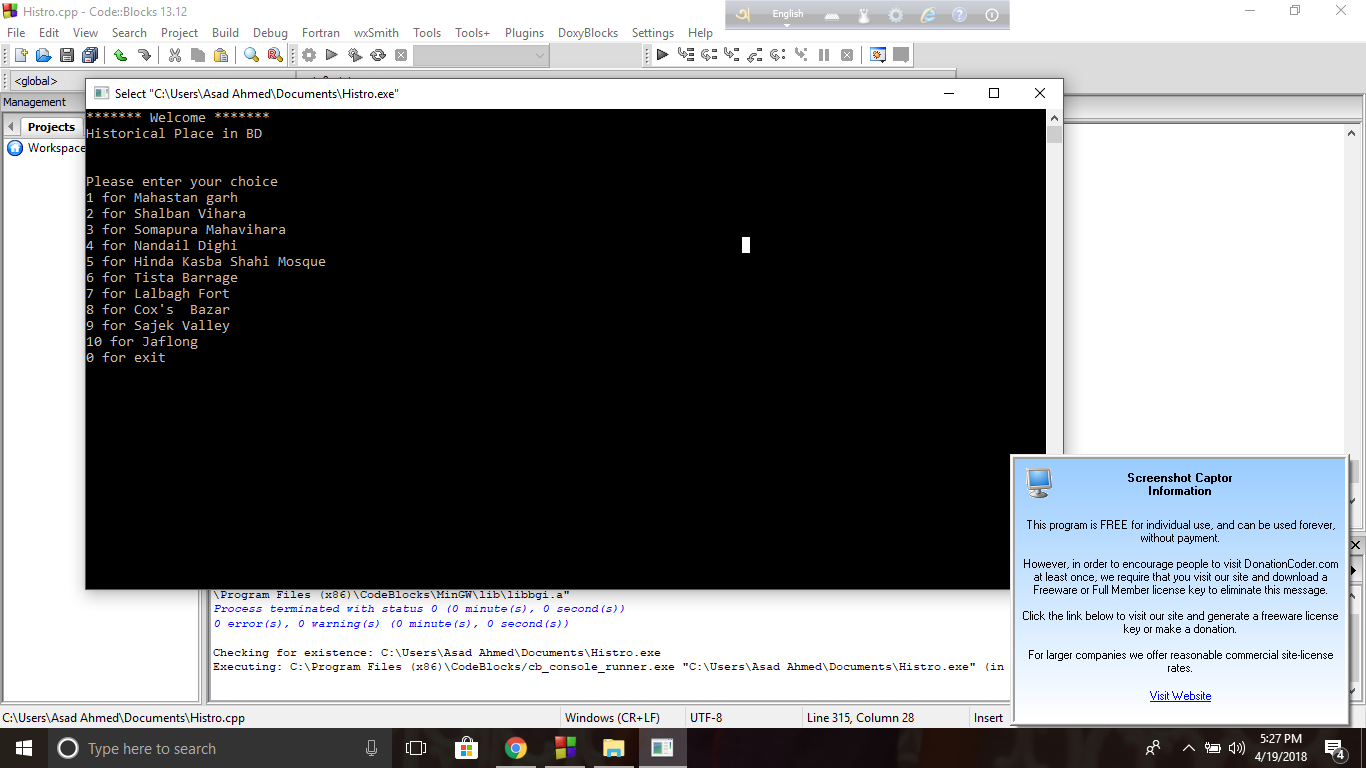 Histro.cpp - Code::Blocks 13.12
English
File Edit View Search Project Build Debug Fortran wxSmith Tools Tools+ Plugins DoxyBlocks Settings Help
<global>
Management
Projects
Workspace
Select "C:\Users\Asad Ahmed\Documents\Histro.exe"
******* Welcome *******
Historical Place in BD
Please enter your choice
1 for Mahastan garh
2 for Shalban Vihara
3 for Somapura Mahavihara
4 for Nandail Dighi
5 for Hinda Kasba Shahi Mosque
6 for Tista Barrage
7 for Lalbagh Fort
8 for Cox's  Bazar
9 for Sajek Valley
10 for Jaflong
0 for exit
\Program Files (x86)\CodeBlocks\MinGW\lib\libbgi.a"
Process terminated with status 0 (0 minute(s), 0 second(s))
0 error(s), 0 warning(s) (0 minute(s), 0 second(s))
Checking for existence: C:\Users\Asad Ahmed\Documents\Histro.exe
Executing: C:\Program Files (x86)\CodeBlocks/cb_console_runner.exe "C:\Users\Asad Ahmed\Documents\Histro.exe" (in
Screenshot Captor
Information
This program is FREE for individual use, and can be used forever,
without payment.
However, in order to encourage people to visit DonationCoder.com
at least once, we require that you visit our site and download a
Freeware or Full Member license key to eliminate this message.
Click the link below to visit our site and generate a freeware license
key or make a donation.
For larger companies we offer reasonable commercial site-license
rates.
Visit Website
C:\Users\Asad Ahmed\Documents\Histro.cpp Windows (CR+LF) UTF-8 Line 315, Column 28 Insert
Type here to search
5:27 PM
4/19/2018
4